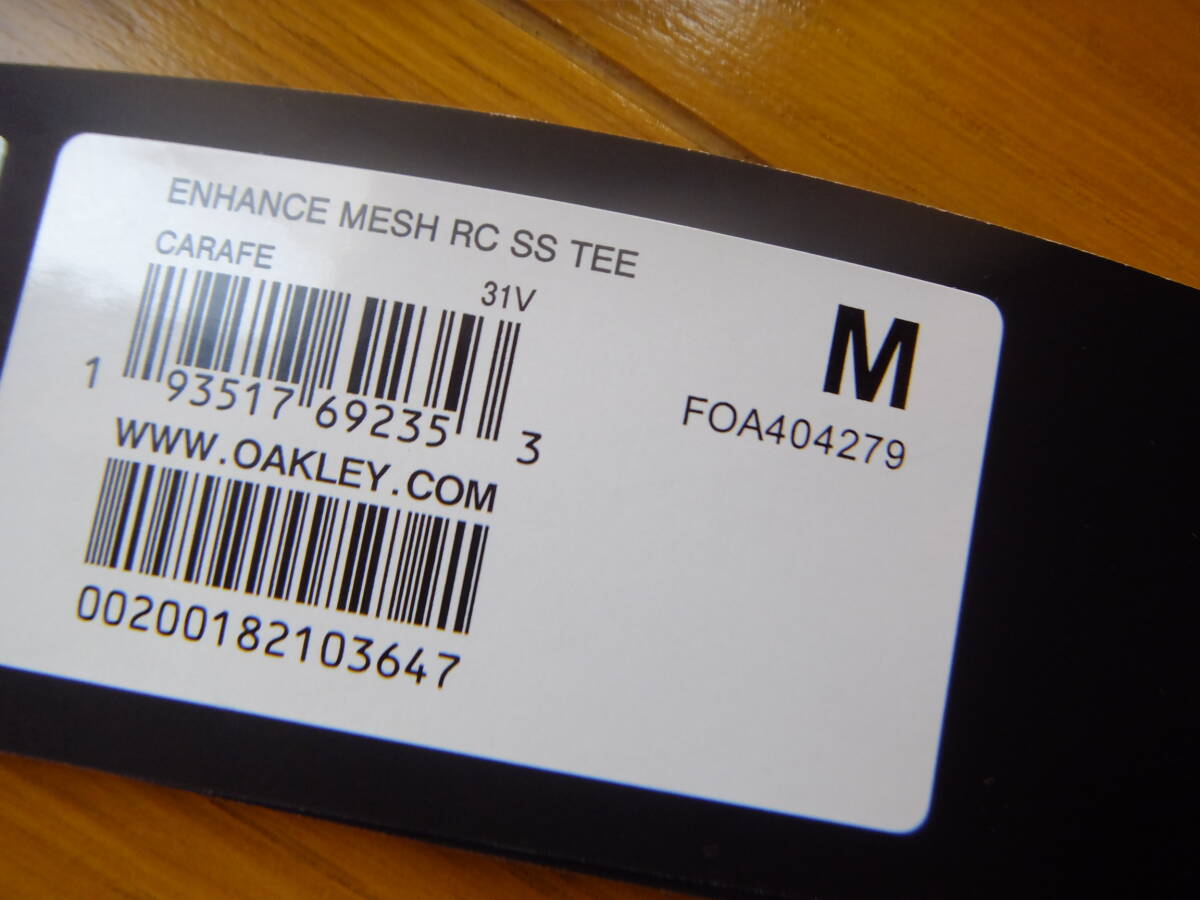 ENHANCE MESH RC SS TEE
CARAFE
31V
M
FOA404279
1 93517 69235 3
WWW.OAKLEY.COM
00200182103647